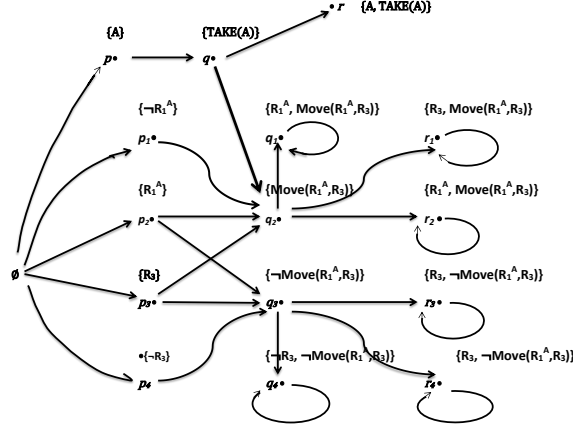 • r {A, TAKE(A)}
{A} {TAKE(A)}
p• q•
{¬R₁ᴬ} {R₁ᴬ, Move(R₁ᴬ,R₃)} {R₃, Move(R₁ᴬ,R₃)}
p₁• q₁• r₁•
{R₁ᴬ} {Move(R₁ᴬ,R₃)} {R₁ᴬ, Move(R₁ᴬ,R₃)}
p₂• q₂• r₂•
ø {R₃} {¬Move(R₁ᴬ,R₃)} {R₃, ¬Move(R₁ᴬ,R₃)}
p₃• q₃• r₃•
•{¬R₃} {¬R₃, ¬Move(R₁ᴬ,R₃)} {R₃, ¬Move(R₁ᴬ,R₃)}
p₄ q₄• r₄•